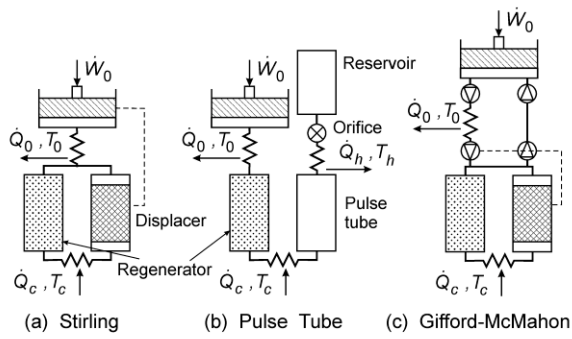 Ẇ₀
Q̇₀ , T₀
Displacer
Regenerator
Q̇c , Tc
(a) Stirling
Ẇ₀
Reservoir
Orifice
Q̇₀ , T₀
Q̇h , Th
Pulse
tube
Q̇c , Tc
(b) Pulse Tube
Ẇ₀
Q̇₀ , T₀
Q̇c , Tc
(c) Gifford-McMahon